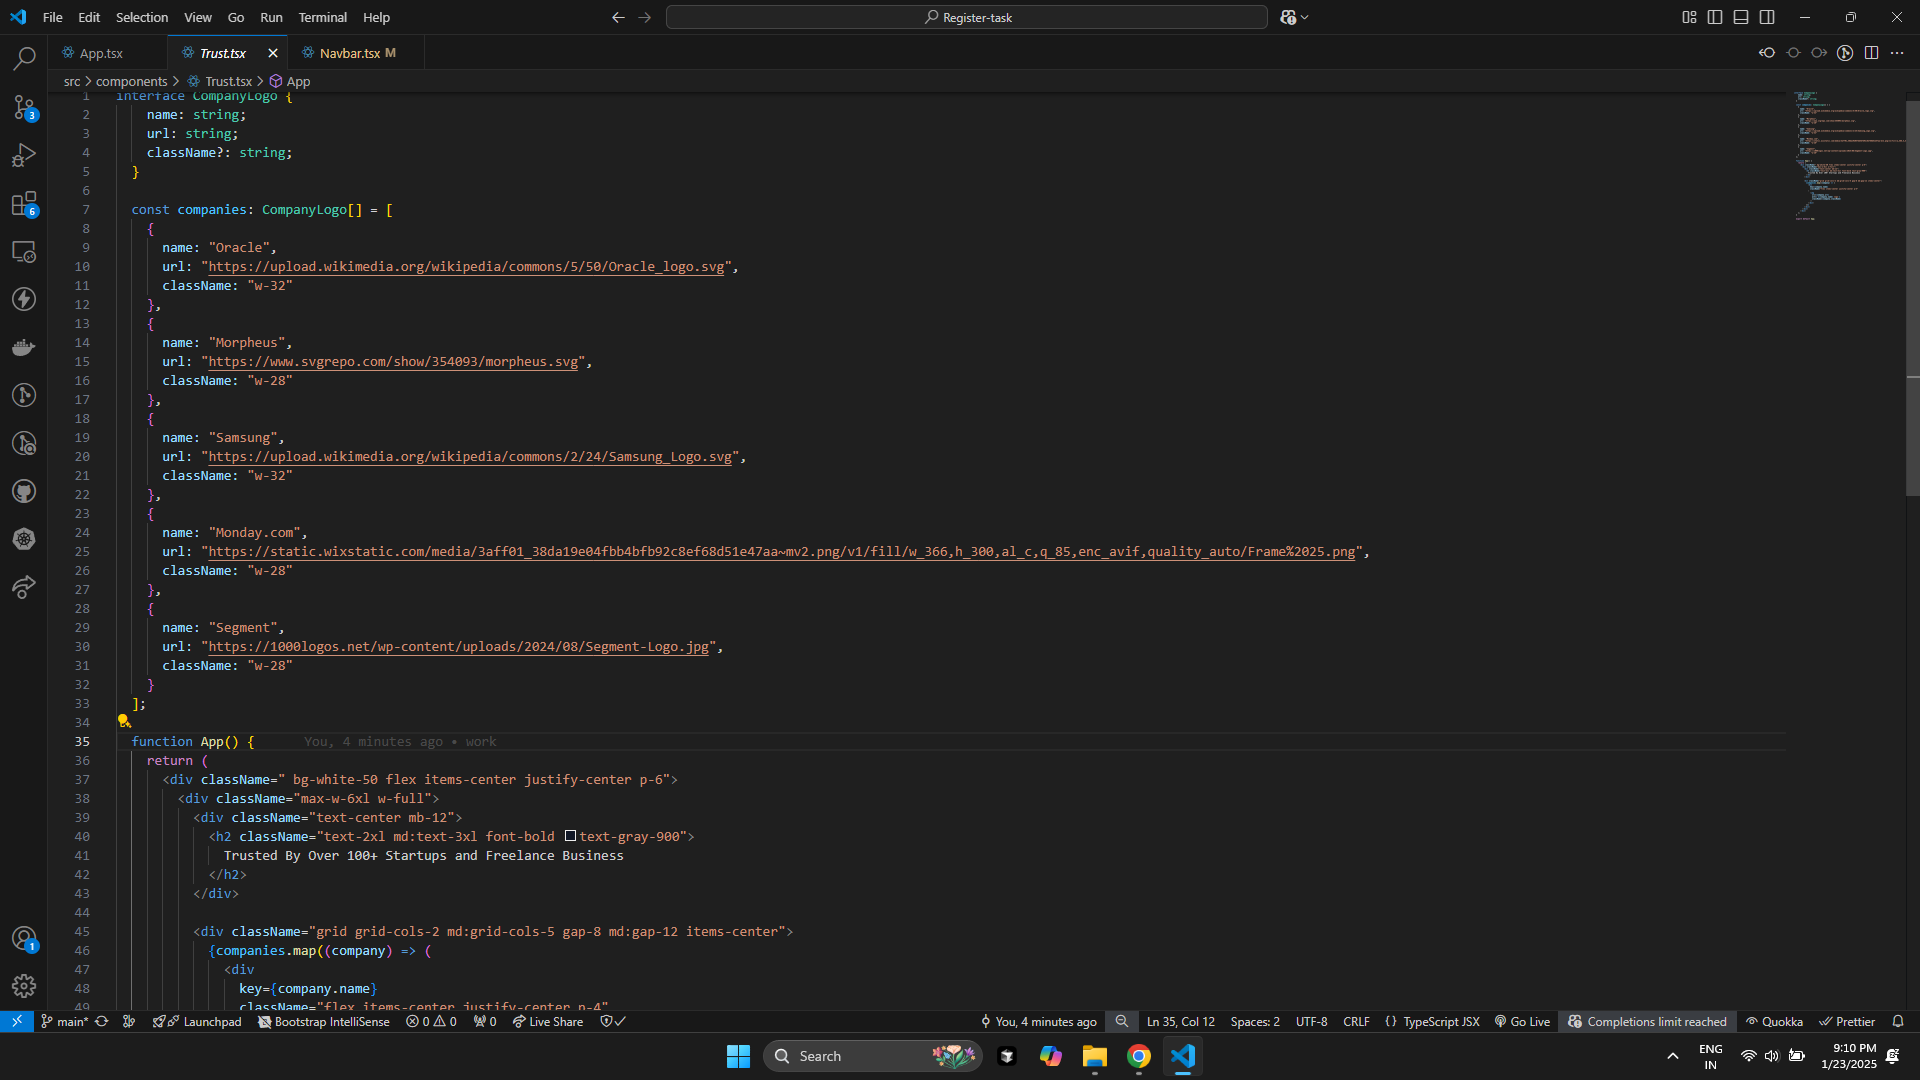 File Edit Selection View Go Run Terminal Help
Register-task
App.tsx
Trust.tsx
Navbar.tsx M
src > components > Trust.tsx > App
1 interface CompanyLogo {
2 name: string;
3 url: string;
4 className?: string;
5 }
6
7 const companies: CompanyLogo[] = [
8 {
9 name: "Oracle",
10 url: "https://upload.wikimedia.org/wikipedia/commons/5/50/Oracle_logo.svg",
11 className: "w-32"
12 },
13 {
14 name: "Morpheus",
15 url: "https://www.svgrepo.com/show/354093/morpheus.svg",
16 className: "w-28"
17 },
18 {
19 name: "Samsung",
20 url: "https://upload.wikimedia.org/wikipedia/commons/2/24/Samsung_Logo.svg",
21 className: "w-32"
22 },
23 {
24 name: "Monday.com",
25 url: "https://static.wixstatic.com/media/3aff01_38da19e04fbb4bfb92c8ef68d51e47aa~mv2.png/v1/fill/w_366,h_300,al_c,q_85,enc_avif,quality_auto/Frame%2025.png",
26 className: "w-28"
27 },
28 {
29 name: "Segment",
30 url: "https://1000logos.net/wp-content/uploads/2024/08/Segment-Logo.jpg",
31 className: "w-28"
32 }
33 ];
34
35 function App() { You, 4 minutes ago • work
36 return (
37 <div className=" bg-white-50 flex items-center justify-center p-6">
38 <div className="max-w-6xl w-full">
39 <div className="text-center mb-12">
40 <h2 className="text-2xl md:text-3xl font-bold text-gray-900">
41 Trusted By Over 100+ Startups and Freelance Business
42 </h2>
43 </div>
44
45 <div className="grid grid-cols-2 md:grid-cols-5 gap-8 md:gap-12 items-center">
46 {companies.map((company) => (
47 <div
48 key={company.name}
49 className="flex items-center justify-center p-4"
3
6
1
main* Launchpad Bootstrap IntelliSense 0 0 0 Live Share
You, 4 minutes ago Ln 35, Col 12 Spaces: 2 UTF-8 CRLF {} TypeScript JSX Go Live Completions limit reached Quokka Prettier
Search
ENG
IN
9:10 PM
1/23/2025